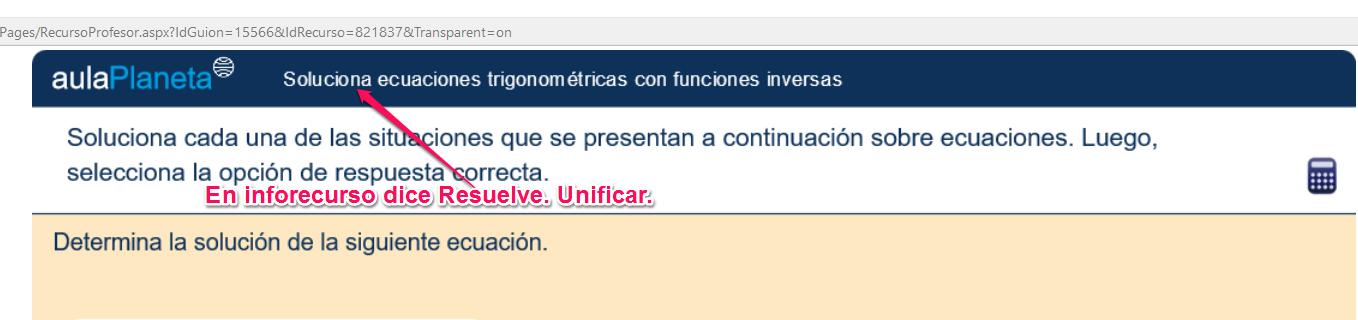 Pages/RecursoProfesor.aspx?IdGuion=15566&IdRecurso=821837&Transparent=on
aulaPlaneta Soluciona ecuaciones trigonométricas con funciones inversas
Soluciona cada una de las situaciones que se presentan a continuación sobre ecuaciones. Luego,
selecciona la opción de respuesta correcta.
En inforecurso dice Resuelve. Unificar.
Determina la solución de la siguiente ecuación.